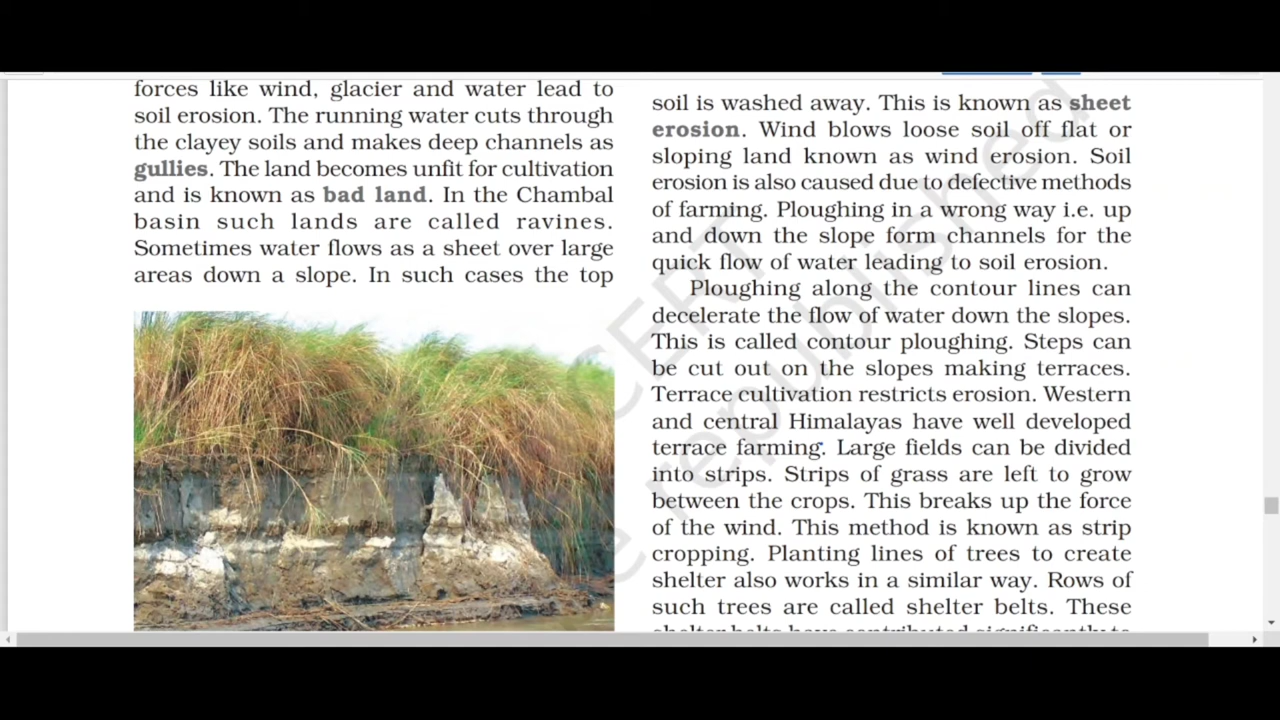 forces like wind, glacier and water lead to
soil erosion. The running water cuts through
the clayey soils and makes deep channels as
gullies. The land becomes unfit for cultivation
and is known as bad land. In the Chambal
basin such lands are called ravines.
Sometimes water flows as a sheet over large
areas down a slope. In such cases the top
soil is washed away. This is known as sheet
erosion. Wind blows loose soil off flat or
sloping land known as wind erosion. Soil
erosion is also caused due to defective methods
of farming. Ploughing in a wrong way i.e. up
and down the slope form channels for the
quick flow of water leading to soil erosion.
Ploughing along the contour lines can
decelerate the flow of water down the slopes.
This is called contour ploughing. Steps can
be cut out on the slopes making terraces.
Terrace cultivation restricts erosion. Western
and central Himalayas have well developed
terrace farming. Large fields can be divided
into strips. Strips of grass are left to grow
between the crops. This breaks up the force
of the wind. This method is known as strip
cropping. Planting lines of trees to create
shelter also works in a similar way. Rows of
such trees are called shelter belts. These
shelter belts have contributed significantly to
republished